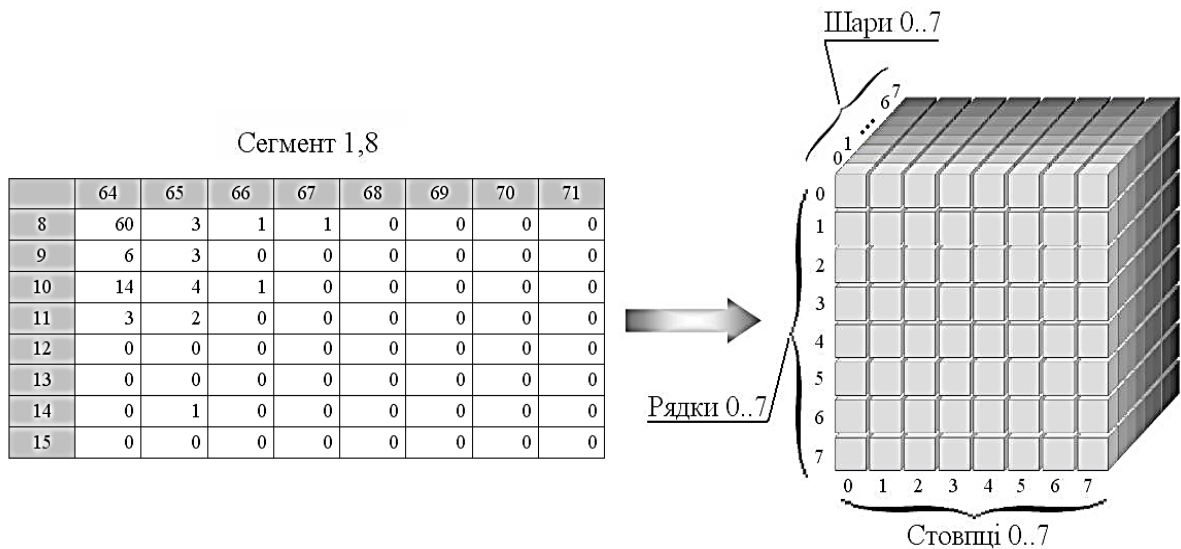 Шари 0..7
Сегмент 1,8
64 65 66 67 68 69 70 71
8 60 3 1 1 0 0 0 0
9 6 3 0 0 0 0 0 0
10 14 4 1 0 0 0 0 0
11 3 2 0 0 0 0 0 0
12 0 0 0 0 0 0 0 0
13 0 0 0 0 0 0 0 0
14 0 1 0 0 0 0 0 0
15 0 0 0 0 0 0 0 0
0 1 ... 6 7
0
1
2
3
4
5
6
7
Рядки 0..7
0 1 2 3 4 5 6 7
Стовпці 0..7